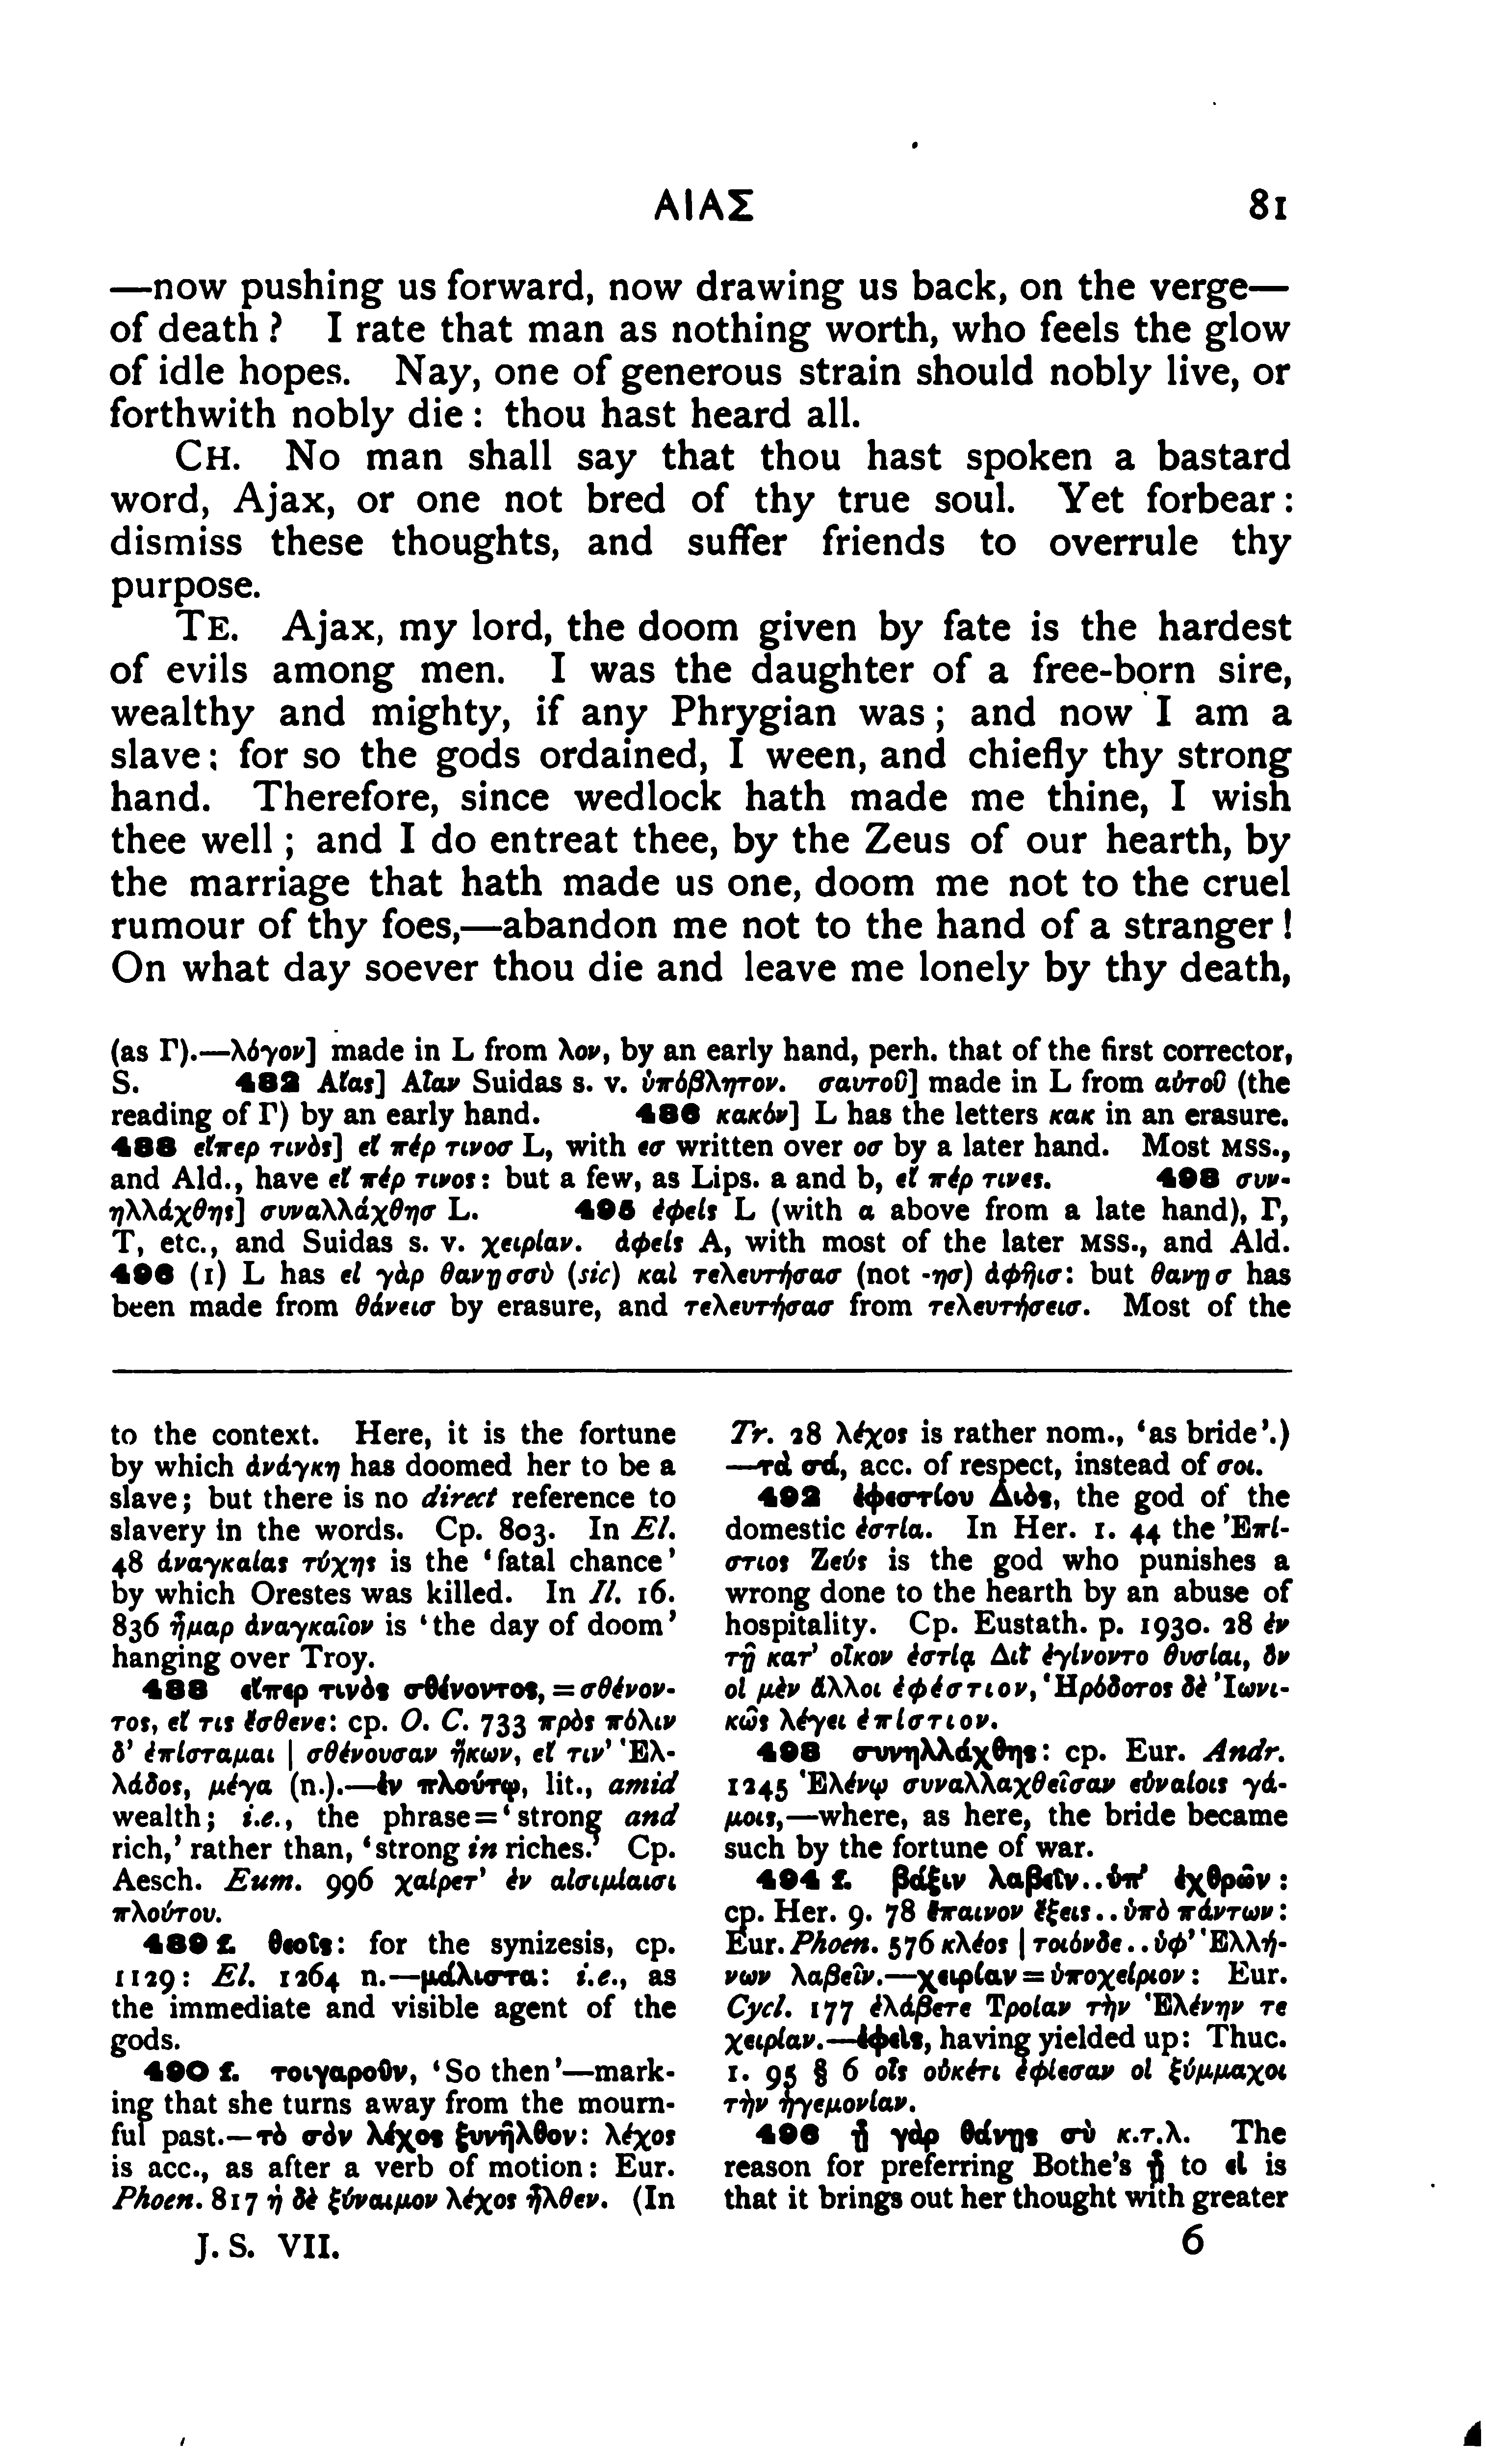 ΑΙΑΣ 81
—now pushing us forward, now drawing us back, on the verge—
of death? I rate that man as nothing worth, who feels the glow
of idle hopes. Nay, one of generous strain should nobly live, or
forthwith nobly die: thou hast heard all.
CH. No man shall say that thou hast spoken a bastard
word, Ajax, or one not bred of thy true soul. Yet forbear:
dismiss these thoughts, and suffer friends to overrule thy
purpose.
TE. Ajax, my lord, the doom given by fate is the hardest
of evils among men. I was the daughter of a free-born sire,
wealthy and mighty, if any Phrygian was; and now I am a
slave: for so the gods ordained, I ween, and chiefly thy strong
hand. Therefore, since wedlock hath made me thine, I wish
thee well; and I do entreat thee, by the Zeus of our hearth, by
the marriage that hath made us one, doom me not to the cruel
rumour of thy foes,—abandon me not to the hand of a stranger!
On what day soever thou die and leave me lonely by thy death,
(as Γ).—λόγον] made in L from λον, by an early hand, perh. that of the first corrector,
S. 482 Αἴας] Αἶαν Suidas s. v. ὑπόβλητον. σαυτοῦ] made in L from αὑτοῦ (the
reading of Γ) by an early hand. 486 κακόν] L has the letters κακ in an erasure.
488 εἴπερ τινὸς] εἴ πέρ τινοσ L, with εσ written over οσ by a later hand. Most MSS.,
and Ald., have εἴ πέρ τινος: but a few, as Lips. a and b, εἴ πέρ τινες. 493 συν-
ηλλάχθης] συναλλάχθησ L. 495 ἐφεὶς L (with α above from a late hand), Γ,
T, etc., and Suidas s. v. χειρίαν. ἀφεὶς A, with most of the later MSS., and Ald.
496 (1) L has εἰ γὰρ θανῃσσὺ (sic) καὶ τελευτήσασ (not -ησ) ἀφῆισ: but θανῃσ has
been made from θάνεισ by erasure, and τελευτήσασ from τελευτήσεισ. Most of the
to the context. Here, it is the fortune
by which ἀνάγκη has doomed her to be a
slave; but there is no direct reference to
slavery in the words. Cp. 803. In El.
48 ἀναγκαίας τύχης is the ‘fatal chance’
by which Orestes was killed. In Il. 16.
836 ἦμαρ ἀναγκαῖον is ‘the day of doom’
hanging over Troy.
488 εἴπερ τινὸς σθένοντος, = σθένον-
τος, εἴ τις ἔσθενε: cp. O. C. 733 πρὸς πόλιν
δ’ ἐπίσταμαι | σθένουσαν ἥκων, εἴ τιν’ Ἑλ-
λάδος, μέγα (n.).—ἐν πλούτῳ, lit., amid
wealth; i.e., the phrase=‘strong and
rich,’ rather than, ‘strong in riches.’ Cp.
Aesch. Eum. 996 χαίρετ’ ἐν αἰσιμίαισι
πλούτου.
489 f. θεοῖς: for the synizesis, cp.
1129: El. 1264 n.—μάλιστα: i.e., as
the immediate and visible agent of the
gods.
490 f. τοιγαροῦν, ‘So then’—mark-
ing that she turns away from the mourn-
ful past.—τὸ σὸν λέχος ξυνῆλθον: λέχος
is acc., as after a verb of motion: Eur.
Phoen. 817 ἡ δὲ ξύναιμον λέχος ἦλθεν. (In
Tr. 28 λέχος is rather nom., ‘as bride’.)
—τὰ σά, acc. of respect, instead of σοι.
492 ἐφεστίου Διὸς, the god of the
domestic ἑστία. In Her. 1. 44 the Ἐπί-
στιος Ζεύς is the god who punishes a
wrong done to the hearth by an abuse of
hospitality. Cp. Eustath. p. 1930. 28 ἐν
τῇ κατ’ οἶκον ἑστίᾳ Διῒ ἐγίνοντο θυσίαι, ὃν
οἱ μὲν ἄλλοι ἐφέστιον, Ἡρόδοτος δὲ Ἰωνι-
κῶς λέγει ἐπίστιον.
493 συνηλλάχθης: cp. Eur. Andr.
1245 Ἑλένῳ συναλλαχθεῖσαν εὐναίοις γά-
μοις,—where, as here, the bride became
such by the fortune of war.
494 f. βάξιν λαβεῖν..ὑπ’ ἐχθρῶν:
cp. Her. 9. 78 ἔπαινον ἕξεις..ὑπὸ πάντων:
Eur. Phoen. 576 κλέος | τοιόνδε..ὑφ’ Ἑλλή-
νων λαβεῖν.—χειρίαν=ὑποχείριον: Eur.
Cycl. 177 ἐλάβετε Τροίαν τὴν Ἑλένην τε
χειρίαν.—ἐφεὶς, having yielded up: Thuc.
1. 95 § 6 οἷς οὐκέτι ἐφίεσαν οἱ ξύμμαχοι
τὴν ἡγεμονίαν.
496 ᾗ γὰρ θάνῃς σὺ κ.τ.λ. The
reason for preferring Bothe’s ᾗ to εἰ is
that it brings out her thought with greater
J. S. VII. 6